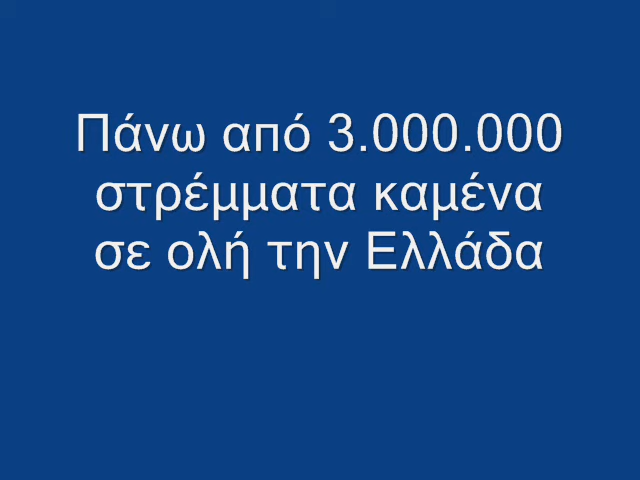 Πάνω από 3.000.000
στρέμματα καμένα
σε ολή την Ελλάδα